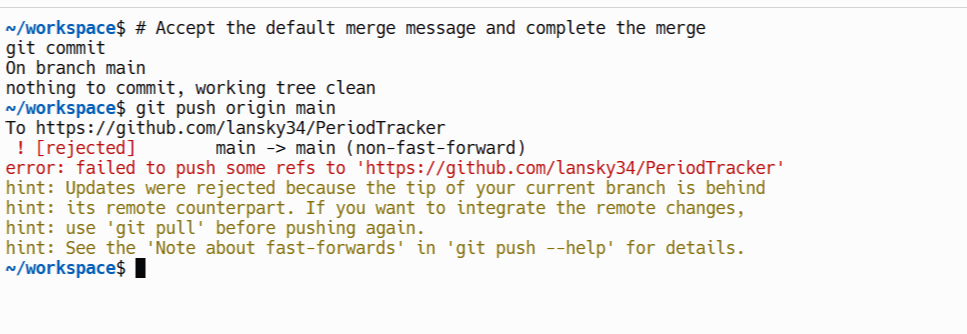 ~/workspace$ # Accept the default merge message and complete the merge
git commit
On branch main
nothing to commit, working tree clean
~/workspace$ git push origin main
To https://github.com/lansky34/PeriodTracker
 ! [rejected]        main -> main (non-fast-forward)
error: failed to push some refs to 'https://github.com/lansky34/PeriodTracker'
hint: Updates were rejected because the tip of your current branch is behind
hint: its remote counterpart. If you want to integrate the remote changes,
hint: use 'git pull' before pushing again.
hint: See the 'Note about fast-forwards' in 'git push --help' for details.
~/workspace$